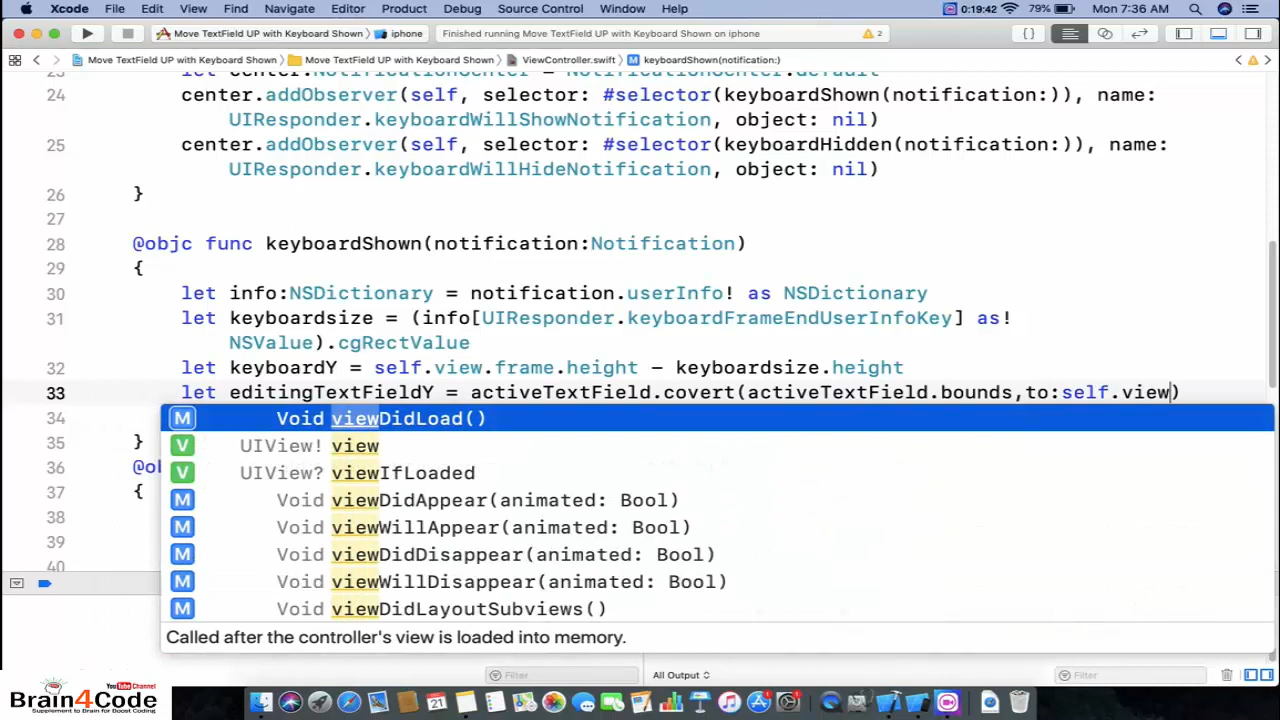 Xcode File Edit View Find Navigate Editor Product Debug Source Control Window Help 0:19:42 79% Mon 7:36 AM
Move TextField UP with Keyboard Shown iphone Finished running Move TextField UP with Keyboard Shown on iphone 2
Move TextField UP with Keyboard Shown Move TextField UP with Keyboard Shown ViewController.swift M keyboardShown(notification:)
23 let center:NotificationCenter = NotificationCenter.default
24 center.addObserver(self, selector: #selector(keyboardShown(notification:)), name:
UIResponder.keyboardWillShowNotification, object: nil)
25 center.addObserver(self, selector: #selector(keyboardHidden(notification:)), name:
UIResponder.keyboardWillHideNotification, object: nil)
26 }
27
28 @objc func keyboardShown(notification:Notification)
29 {
30 let info:NSDictionary = notification.userInfo! as NSDictionary
31 let keyboardsize = (info[UIResponder.keyboardFrameEndUserInfoKey] as!
NSValue).cgRectValue
32 let keyboardY = self.view.frame.height - keyboardsize.height
33 let editingTextFieldY = activeTextField.covert(activeTextField.bounds,to:self.view)
34 M Void viewDidLoad()
35 } V UIView! view
36 @ob V UIView? viewIfLoaded
37 { M Void viewDidAppear(animated: Bool)
38 M Void viewWillAppear(animated: Bool)
39 M Void viewDidDisappear(animated: Bool)
40 M Void viewWillDisappear(animated: Bool)
M Void viewDidLayoutSubviews()
Called after the controller's view is loaded into memory.
Filter All Output Filter
YouTube Channel
Brain4Code
Supplement to Brain for Boost Coding